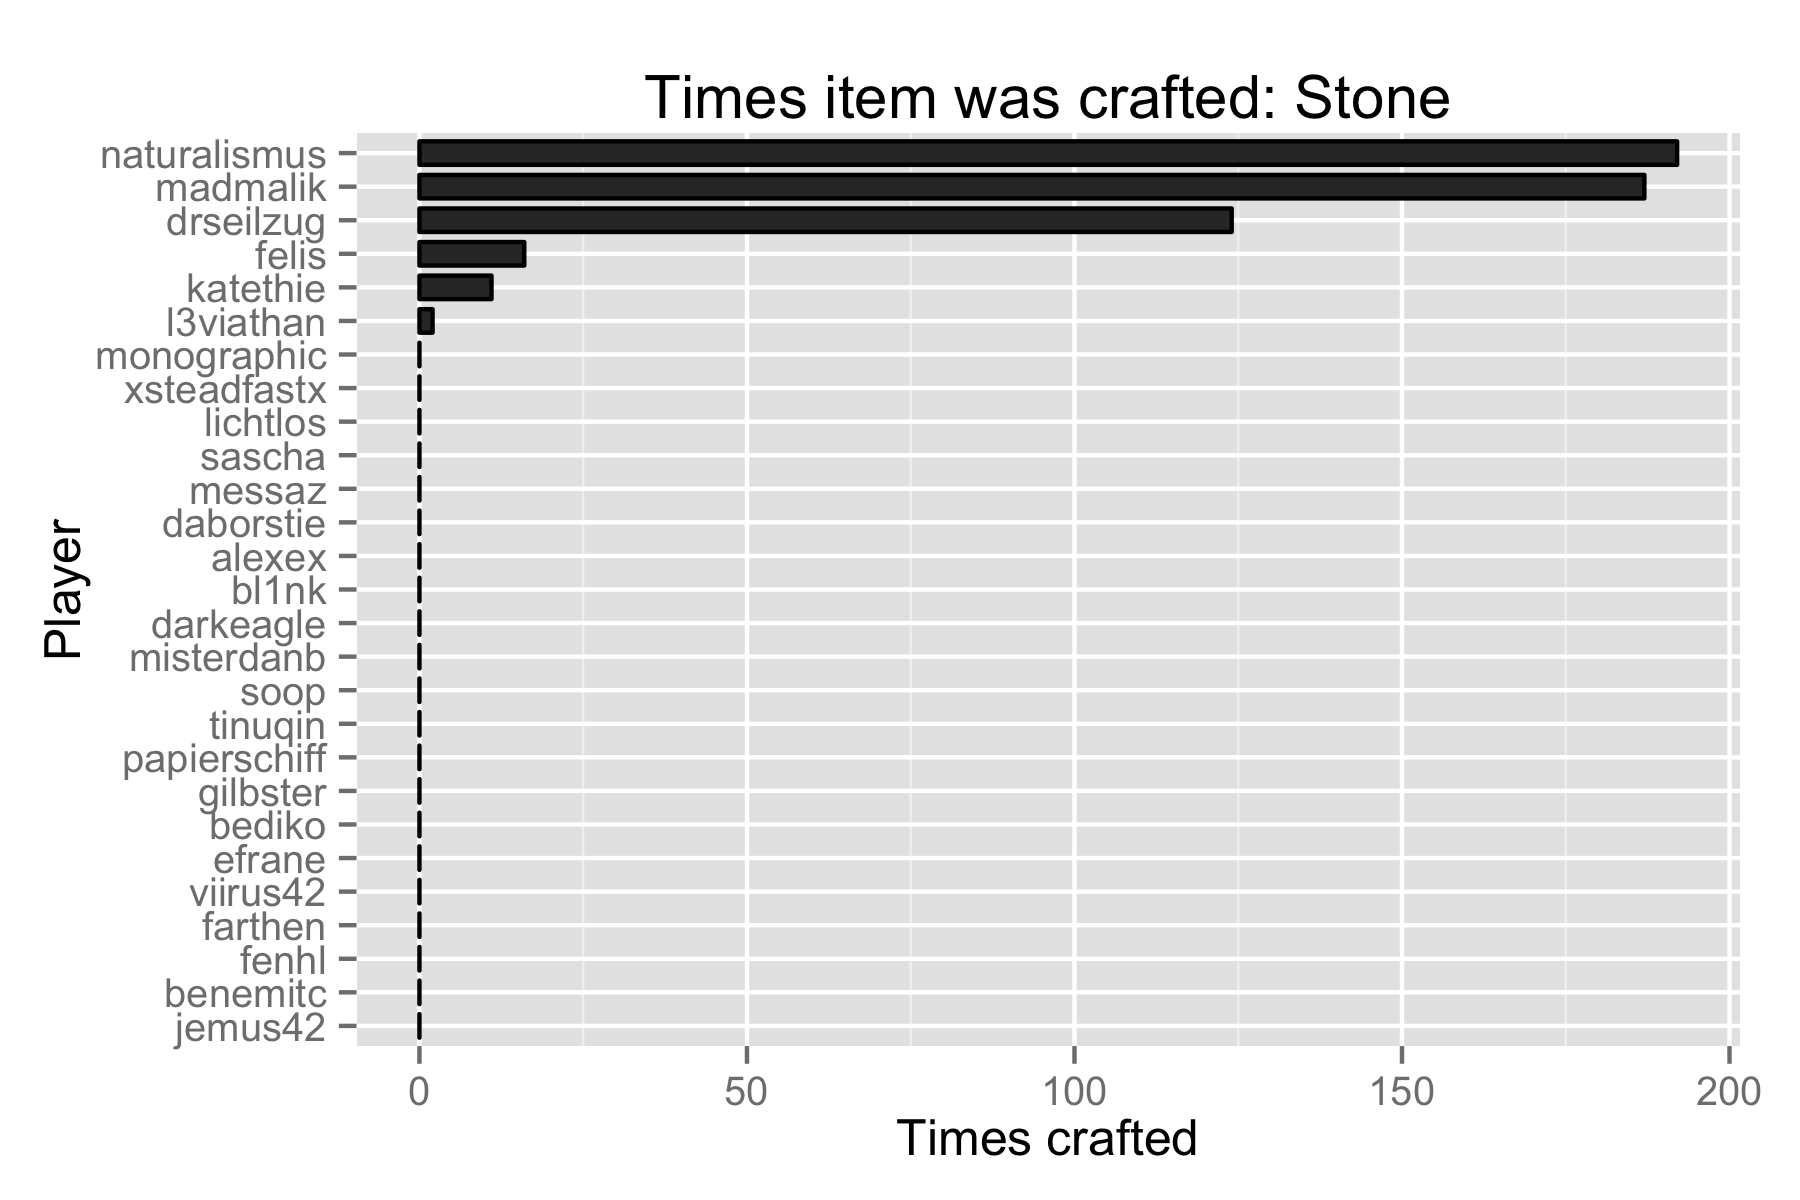 Times item was crafted: Stone
naturalismus
madmalik
drseilzug
felis
katethie
l3viathan
monographic
xsteadfastx
lichtlos
sascha
messaz
daborstie
alexex
bl1nk
darkeagle
misterdanb
soop
tinuqin
papierschiff
gilbster
bediko
efrane
viirus42
farthen
fenhl
benemitc
jemus42
Player
0 50 100 150 200
Times crafted